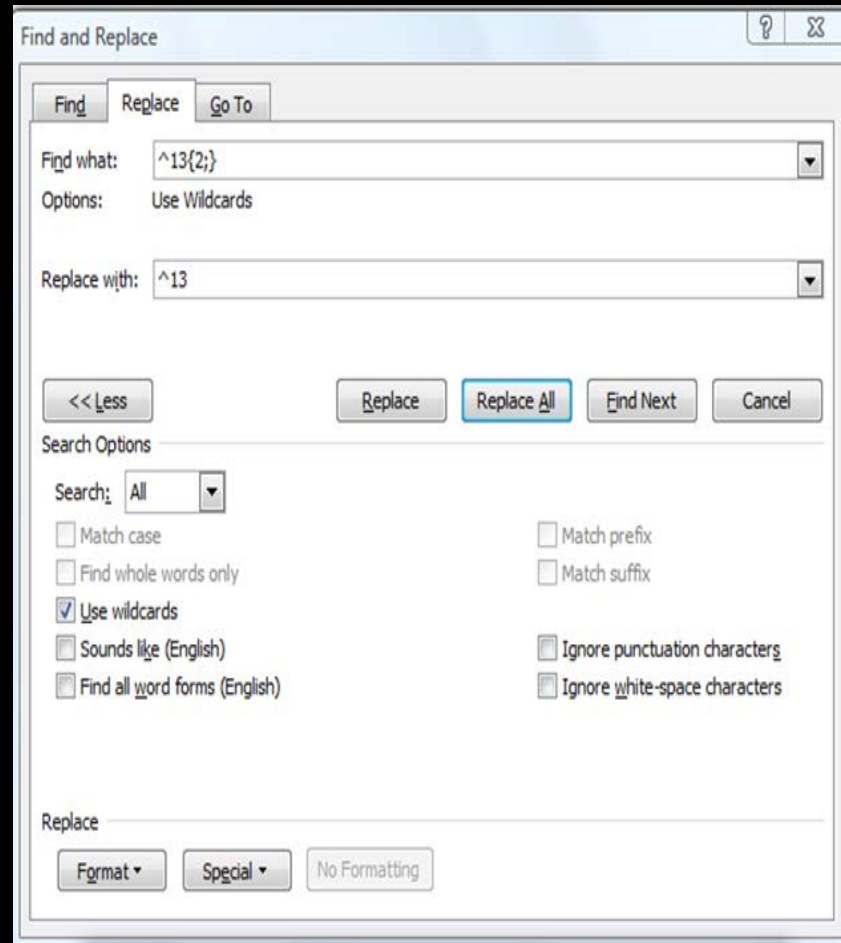 Find and Replace
Find Replace Go To
Find what: ^13{2;}
Options: Use Wildcards
Replace with: ^13
<< Less Replace Replace All Find Next Cancel
Search Options
Search: All
Match case Match prefix
Find whole words only Match suffix
Use wildcards
Sounds like (English) Ignore punctuation characters
Find all word forms (English) Ignore white-space characters
Replace
Format Special No Formatting